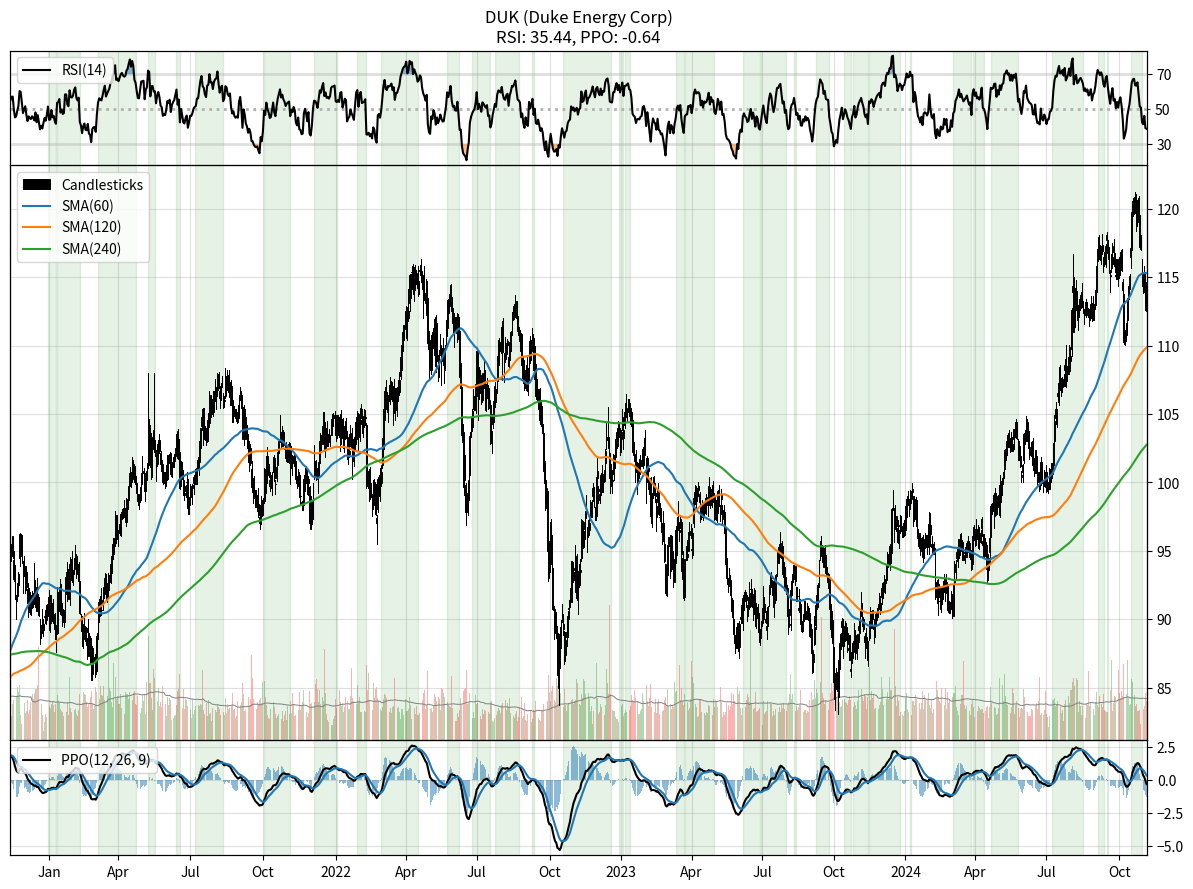 DUK (Duke Energy Corp)
RSI: 35.44, PPO: -0.64
RSI(14)
70
50
30
Candlesticks
SMA(60)
SMA(120)
SMA(240)
120
115
110
105
100
95
90
85
PPO(12, 26, 9)
2.5
0.0
−2.5
−5.0
Jan Apr Jul Oct 2022 Apr Jul Oct 2023 Apr Jul Oct 2024 Apr Jul Oct